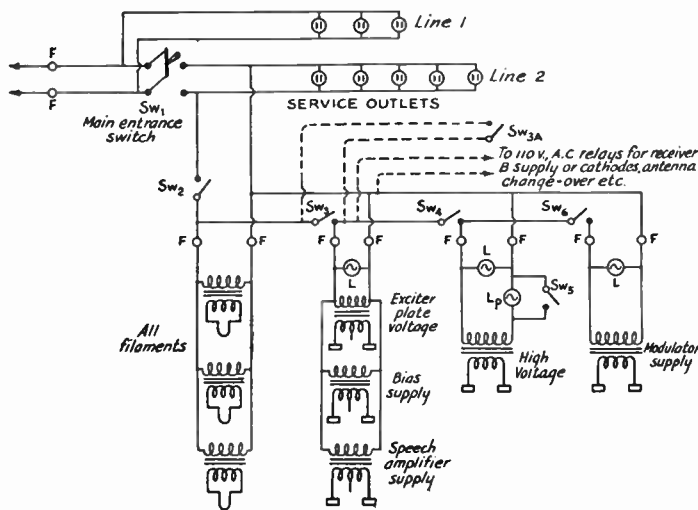 Line 1
F
Line 2
F
Sw1
Main entrance
switch
SERVICE OUTLETS
Sw3A
To 110 v., A.C relays for receiver
B supply or cathodes, antenna
change-over etc.
Sw2
Sw3
Sw4
Sw6
F
F
F
F
F
F
F
F
L
L
Lp
Sw5
L
All
filaments
Exciter
plate
voltage
High
Voltage
Modulator
supply
Bias
supply
Speech
amplifier
supply